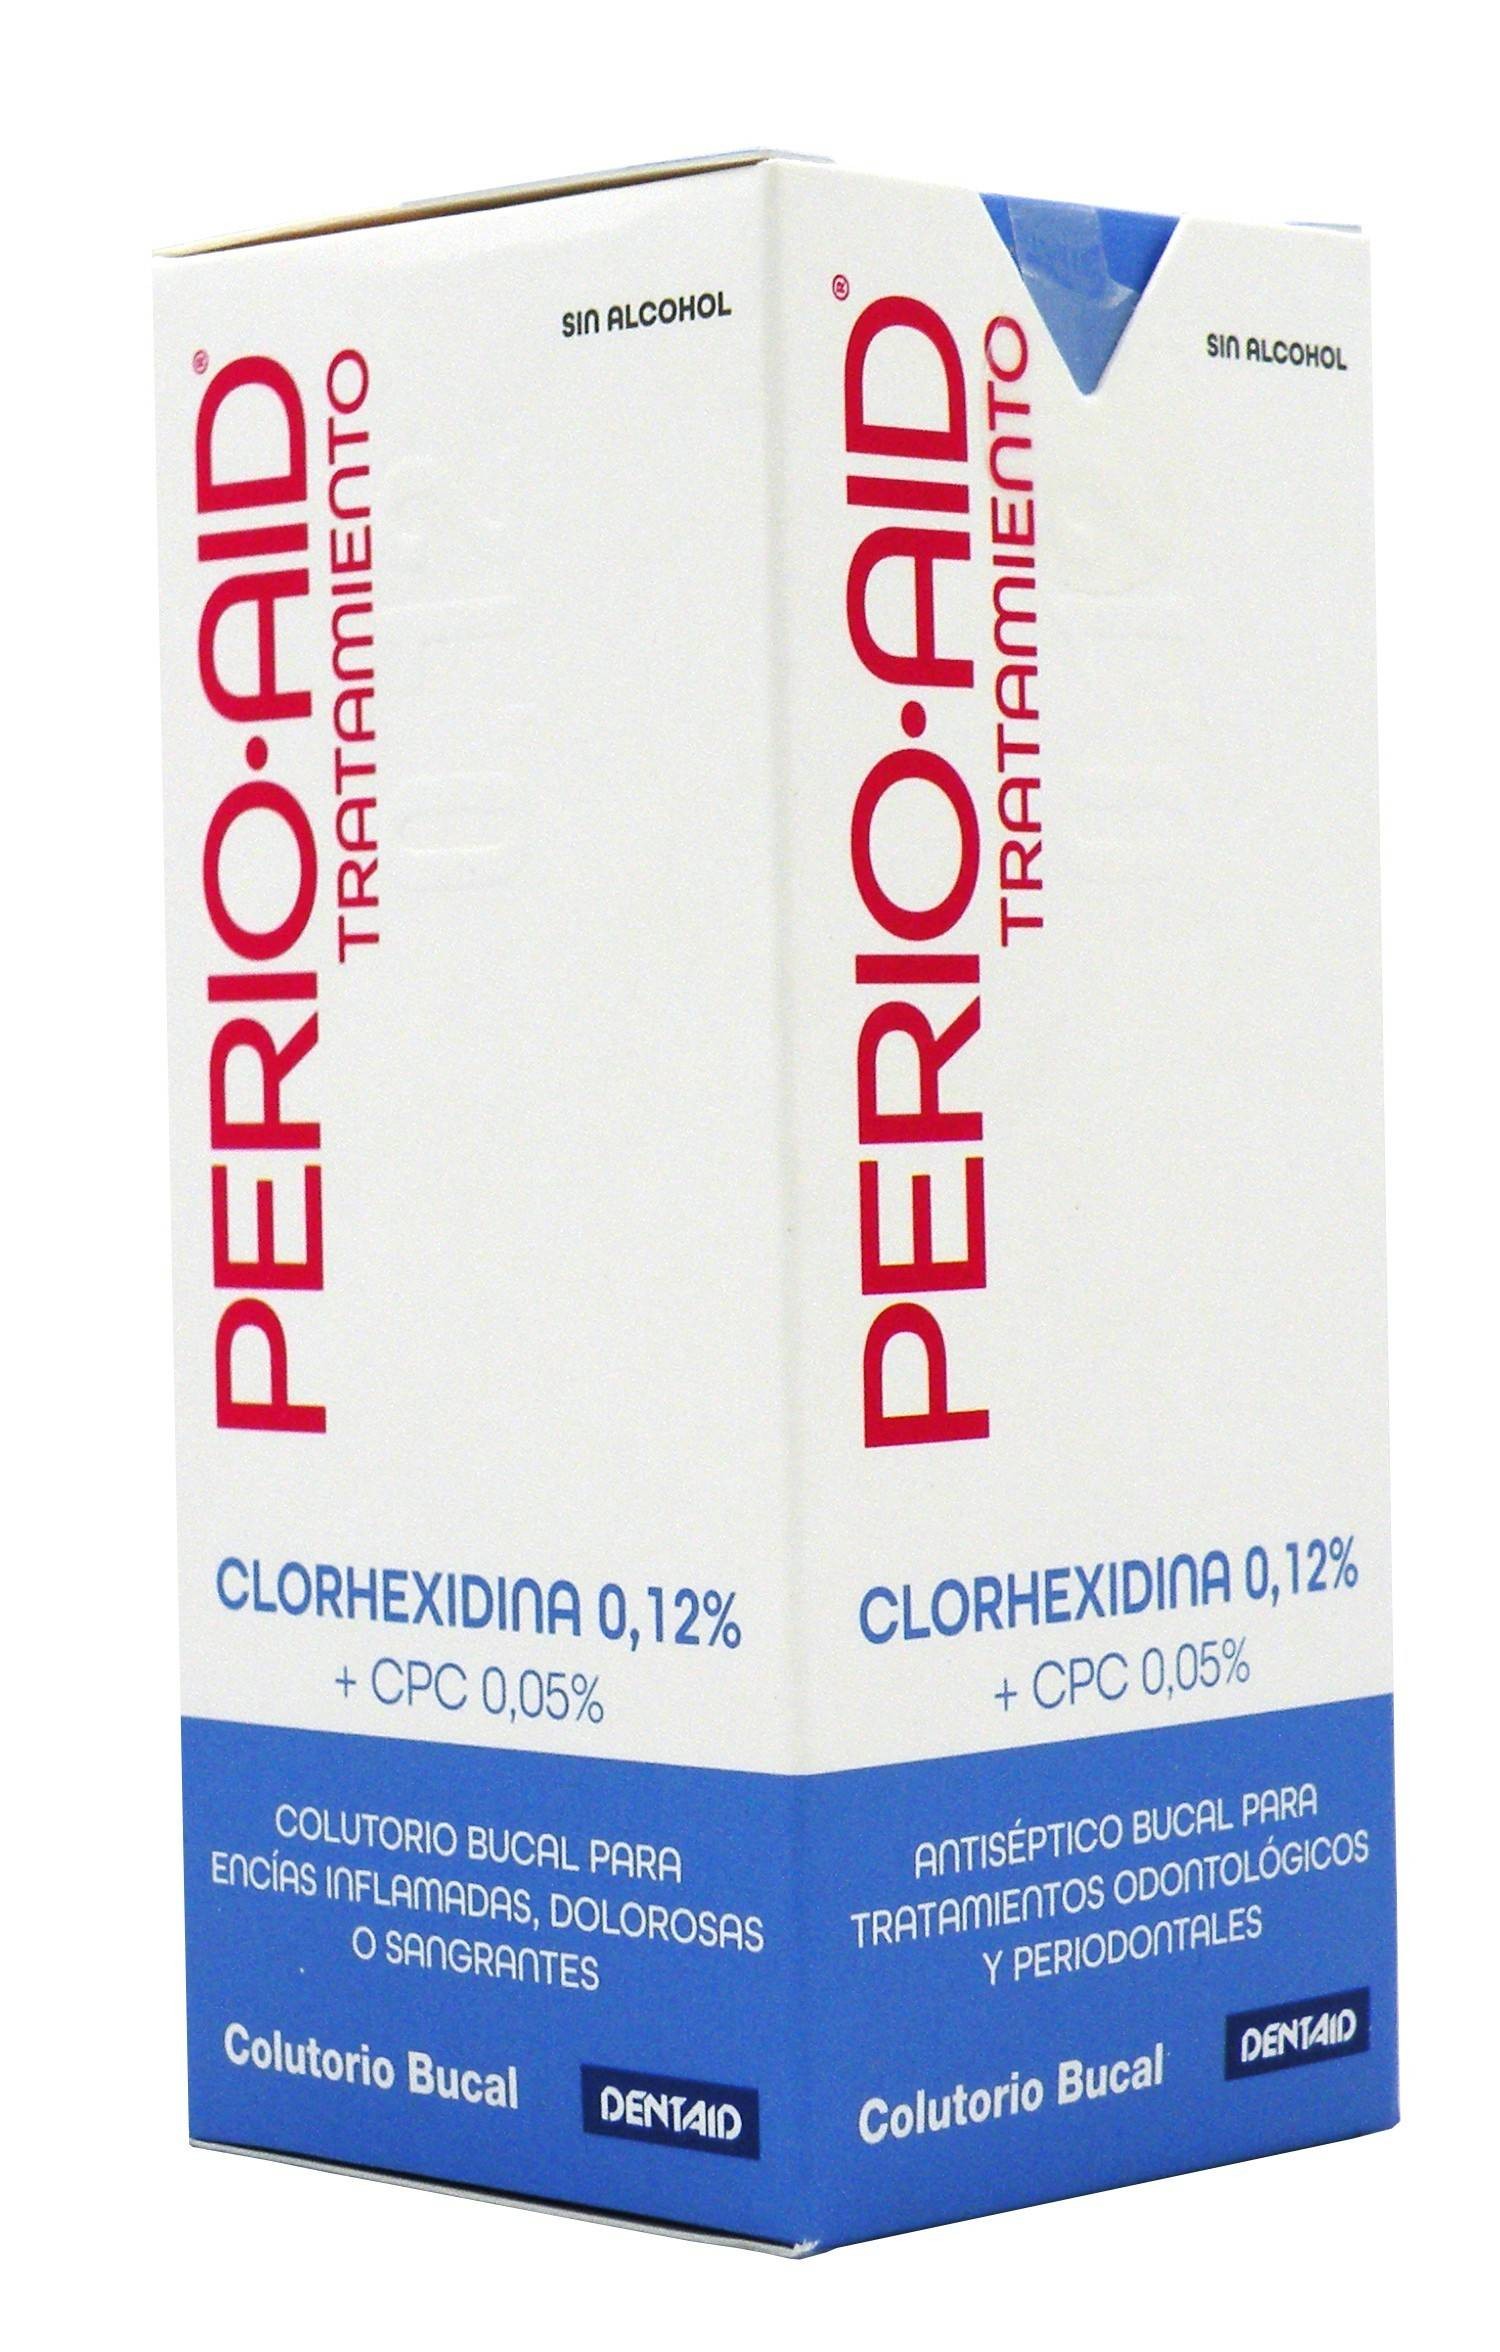 SIN ALCOHOL
PERIO·AID®
TRATAMIENTO
CLORHEXIDINA 0,12%
+ CPC 0,05%
COLUTORIO BUCAL PARA
ENCÍAS INFLAMADAS, DOLOROSAS
O SANGRANTES
Colutorio Bucal
DENTAID
SIN ALCOHOL
PERIO·AID®
TRATAMIENTO
CLORHEXIDINA 0,12%
+ CPC 0,05%
ANTISÉPTICO BUCAL PARA
TRATAMIENTOS ODONTOLÓGICOS
Y PERIODONTALES
Colutorio Bucal
DENTAID